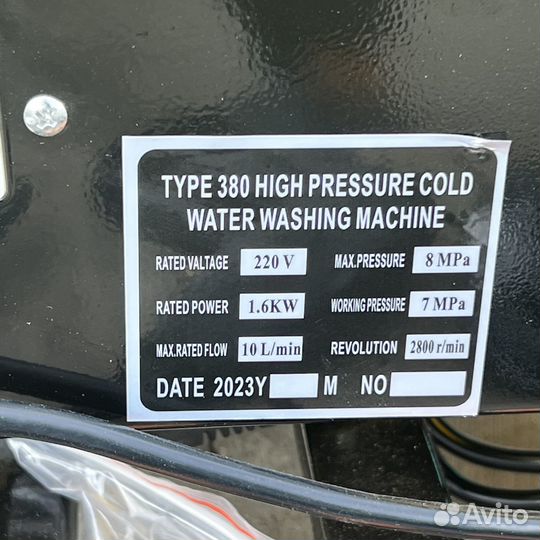 TYPE 380 HIGH PRESSURE COLD
WATER WASHING MACHINE
RATED VALTAGE 220 V MAX.PRESSURE 8 MPa
RATED POWER 1.6KW WORKING PRESSURE 7 MPa
MAX.RATED FLOW 10 L/min REVOLUTION 2800 r/min
DATE 2023Y M NO
Avito